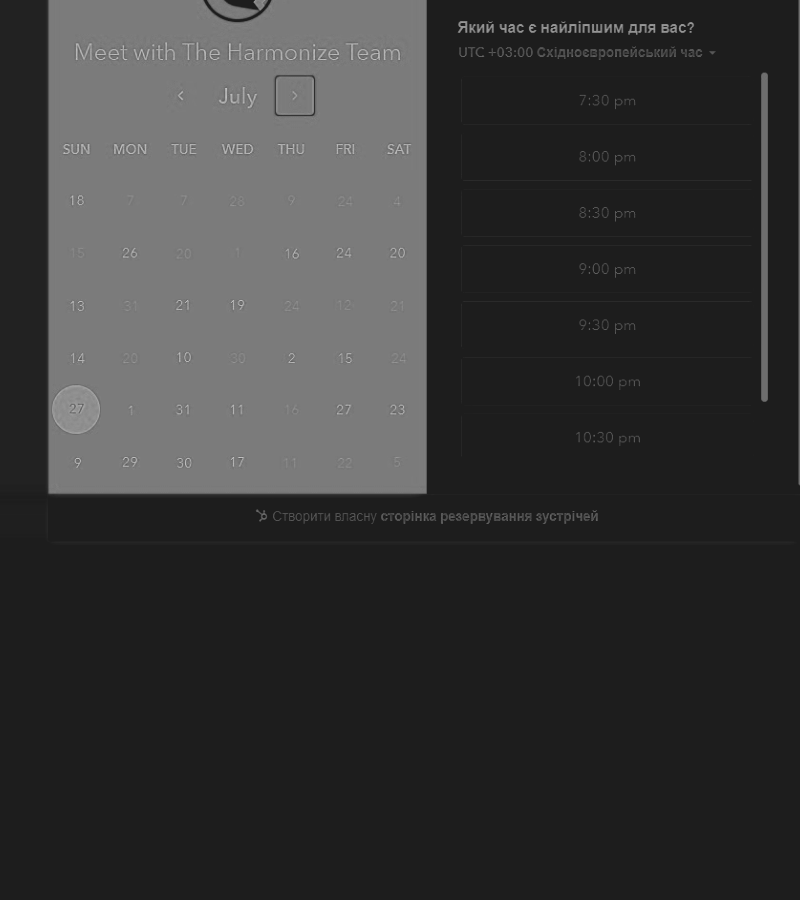 Meet with The Harmonize Team
July
SUN MON TUE WED THU FRI SAT
18 7 7 28 9 24 4
15 26 20 16 24 20
13 31 21 19 24 12 21
14 20 10 30 2 15 24
27 1 31 11 16 27 23
9 29 30 17 11 22 5
Який час є найліпшим для вас?
UTC +03:00 Східноєвропейський час
7:30 pm
8:00 pm
8:30 pm
9:00 pm
9:30 pm
10:00 pm
10:30 pm
Створити власну сторінка резервування зустрічей